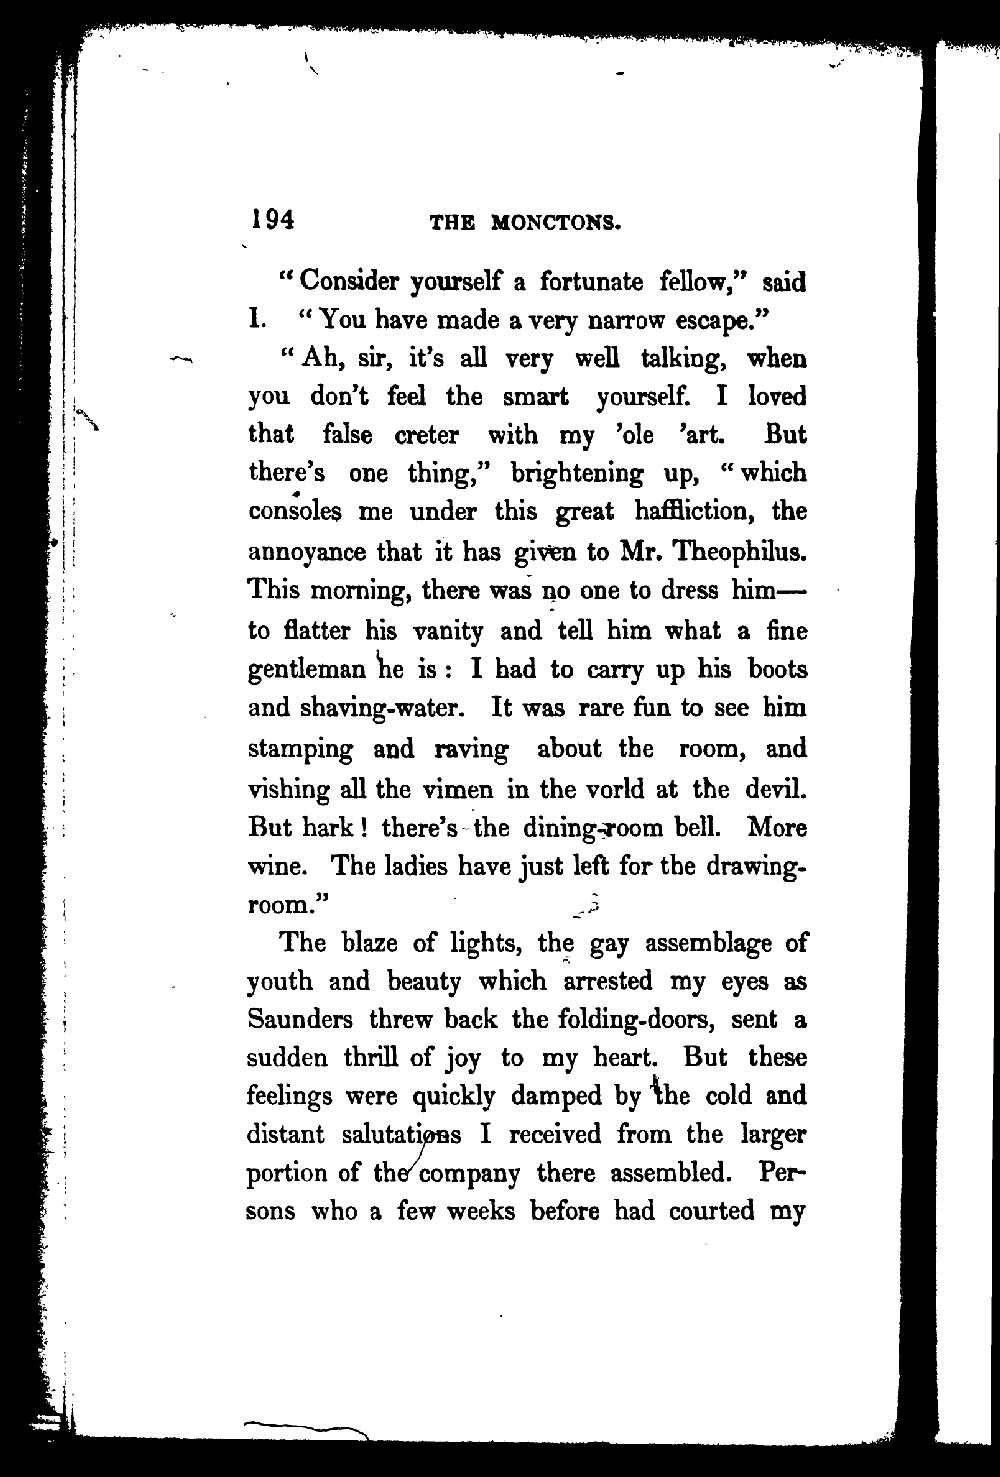 194 THE MONCTONS.
“Consider yourself a fortunate fellow,” said
I. “You have made a very narrow escape.”
“Ah, sir, it’s all very well talking, when
you don’t feel the smart yourself. I loved
that false creter with my ’ole ’art. But
there’s one thing,” brightening up, “which
consoles me under this great haffliction, the
annoyance that it has given to Mr. Theophilus.
This morning, there was no one to dress him—
to flatter his vanity and tell him what a fine
gentleman he is: I had to carry up his boots
and shaving-water. It was rare fun to see him
stamping and raving about the room, and
vishing all the vimen in the vorld at the devil.
But hark! there’s the dining-room bell. More
wine. The ladies have just left for the drawing-
room.”
The blaze of lights, the gay assemblage of
youth and beauty which arrested my eyes as
Saunders threw back the folding-doors, sent a
sudden thrill of joy to my heart. But these
feelings were quickly damped by the cold and
distant salutations I received from the larger
portion of the company there assembled. Per-
sons who a few weeks before had courted my